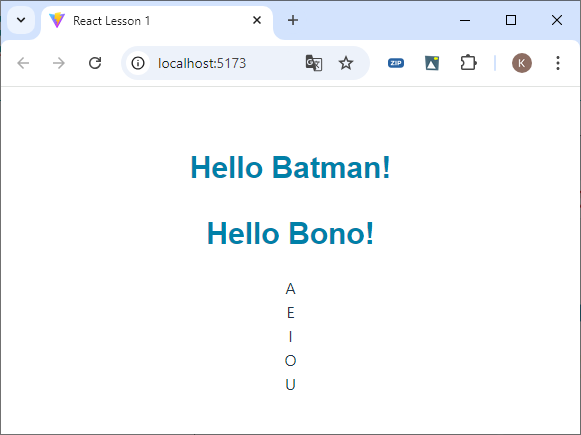 React Lesson 1
localhost:5173
ZIP
K
Hello Batman!
Hello Bono!
A
E
I
O
U